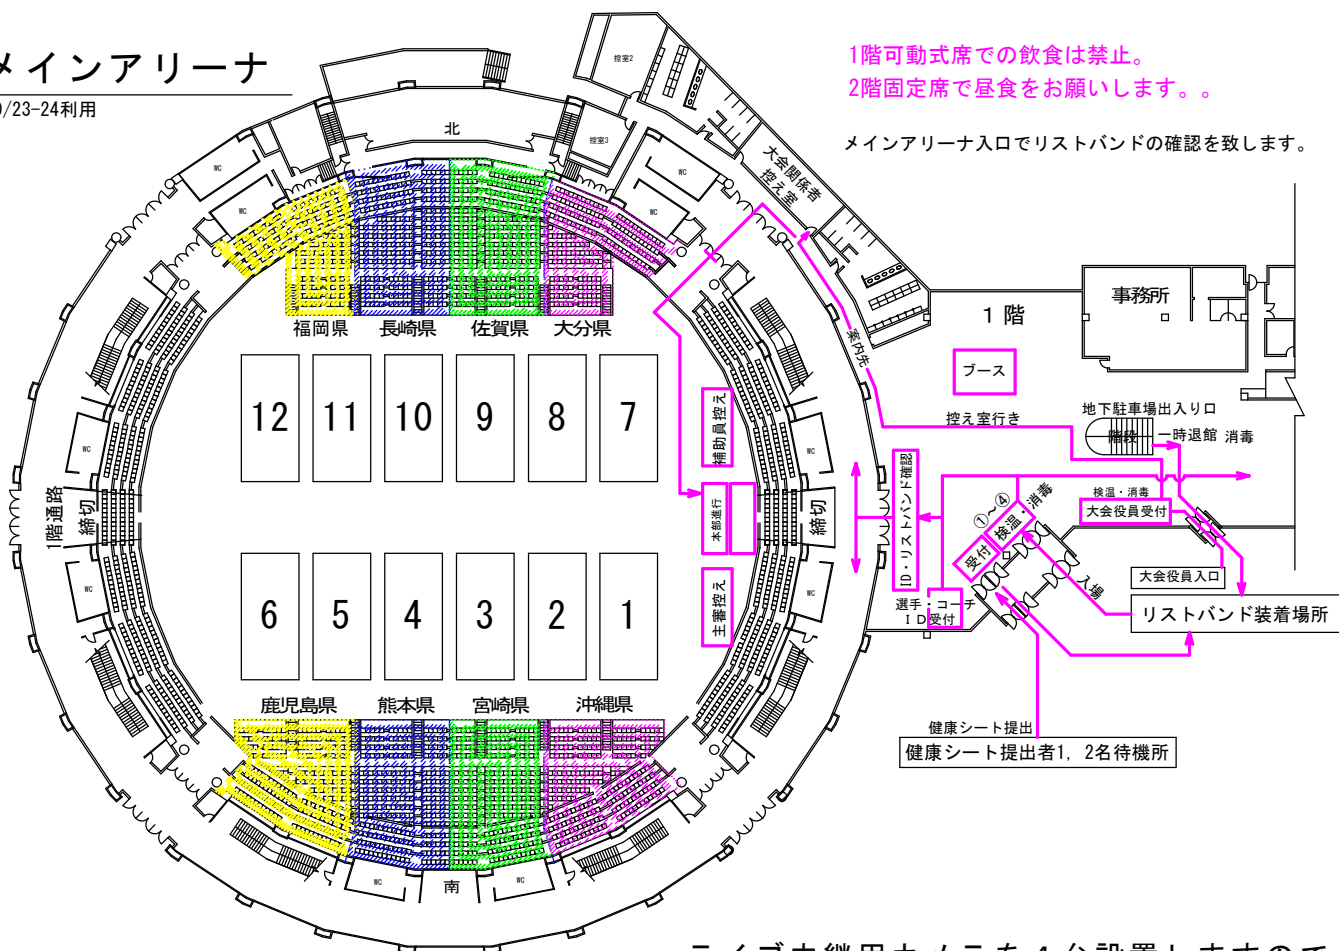 メインアリーナ
/23-24利用
1階可動式席での飲食は禁止。
2階固定席で昼食をお願いします。。
メインアリーナ入口でリストバンドの確認を致します。
控室2
控室3
北
WC
WC
WC
WC
大会関係者
控え室
事務所
1階
ブース
案内先
控え室行き
地下駐車場出入り口
階段
一時退館
消毒
福岡県
長崎県
佐賀県
大分県
12
11
10
9
8
7
補助員控え
本部進行
主審控え
1階通路
締切
締切
WC
WC
WC
WC
ID・リストバンド確認
①〜④
検温・消毒
受付
検温・消毒
大会役員受付
大会役員入口
入場
リストバンド装着場所
選手・コーチ
ID受付
6
5
4
3
2
1
鹿児島県
熊本県
宮崎県
沖縄県
健康シート提出
健康シート提出者1, 2名待機所
WC
南
WC